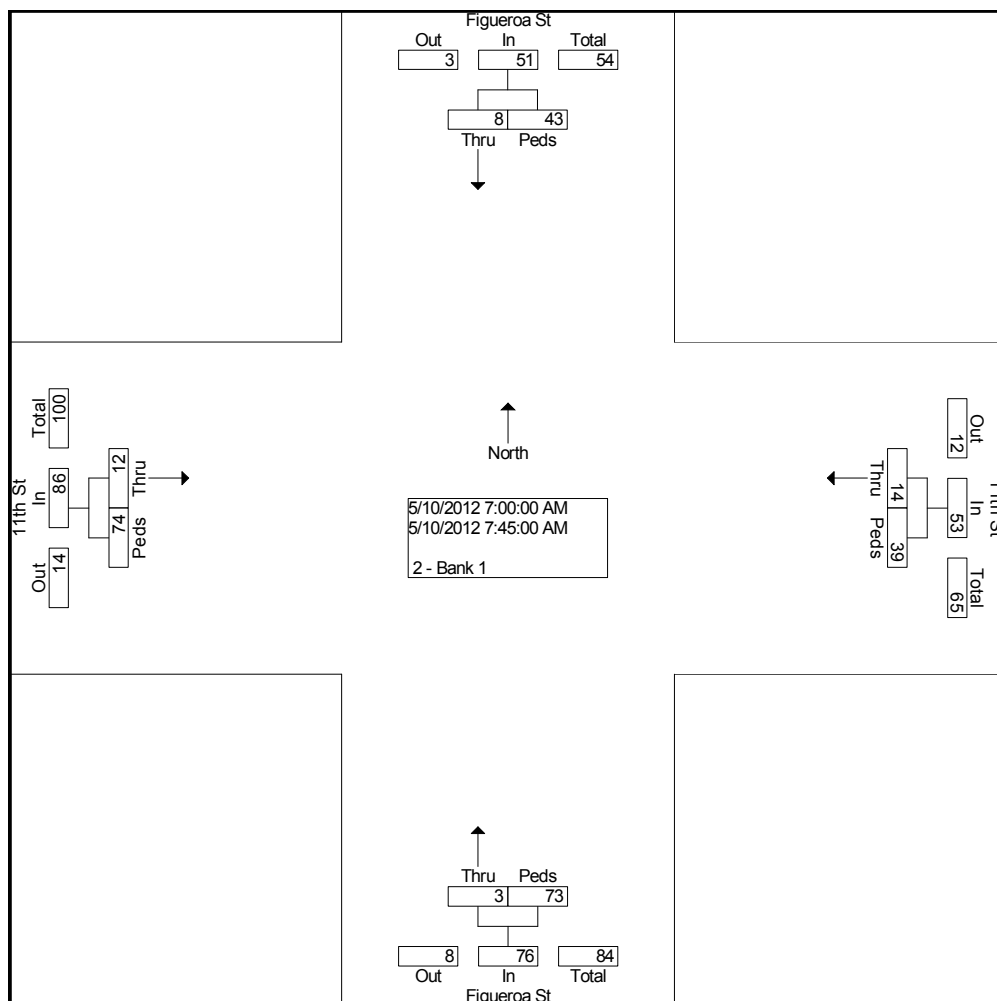 Figueroa St
Out In Total
3 51 54
8 43
Thru Peds
Total 100
In 86
Out 14
11th St
12 Thru
74 Peds
North
5/10/2012 7:00:00 AM
5/10/2012 7:45:00 AM
2 - Bank 1
Thru 14
Peds 39
Out 12
In 53
Total 65
11th St
Thru Peds
3 73
8 76 84
Out In Total
Figueroa St